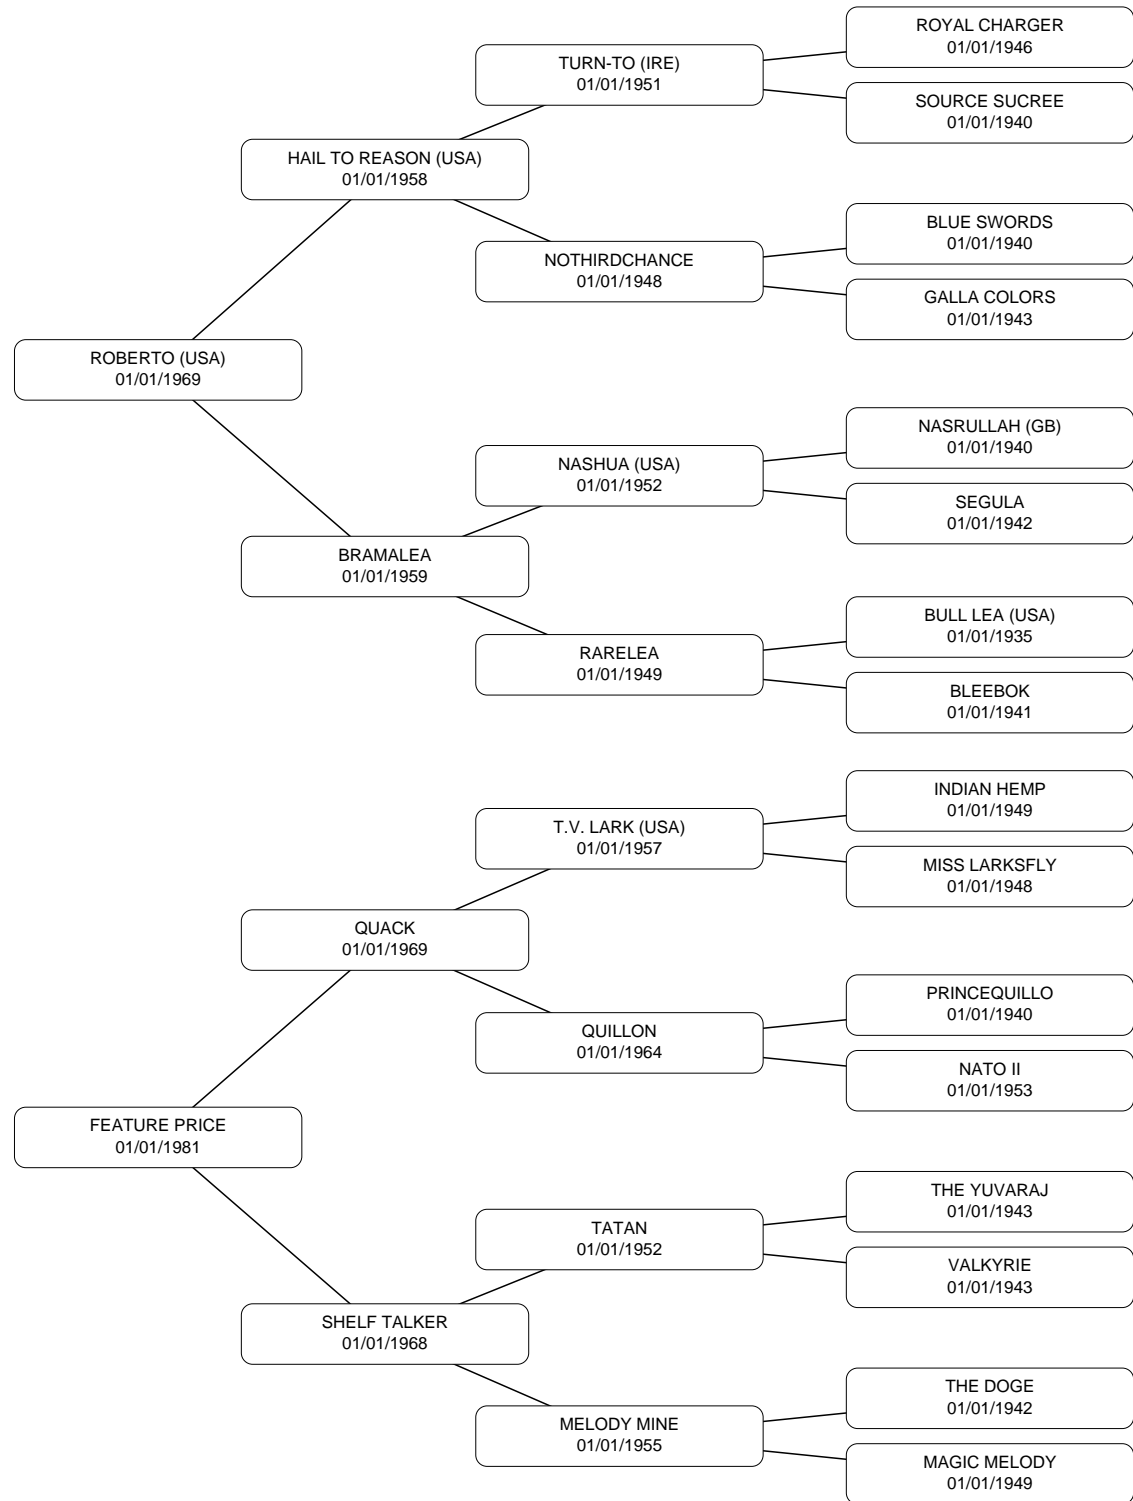 ROYAL CHARGER
01/01/1946
TURN-TO (IRE)
01/01/1951
SOURCE SUCREE
01/01/1940
HAIL TO REASON (USA)
01/01/1958
BLUE SWORDS
01/01/1940
NOTHIRDCHANCE
01/01/1948
GALLA COLORS
01/01/1943
ROBERTO (USA)
01/01/1969
NASRULLAH (GB)
01/01/1940
NASHUA (USA)
01/01/1952
SEGULA
01/01/1942
BRAMALEA
01/01/1959
BULL LEA (USA)
01/01/1935
RARELEA
01/01/1949
BLEEBOK
01/01/1941
INDIAN HEMP
01/01/1949
T.V. LARK (USA)
01/01/1957
MISS LARKSFLY
01/01/1948
QUACK
01/01/1969
PRINCEQUILLO
01/01/1940
QUILLON
01/01/1964
NATO II
01/01/1953
FEATURE PRICE
01/01/1981
THE YUVARAJ
01/01/1943
TATAN
01/01/1952
VALKYRIE
01/01/1943
SHELF TALKER
01/01/1968
THE DOGE
01/01/1942
MELODY MINE
01/01/1955
MAGIC MELODY
01/01/1949